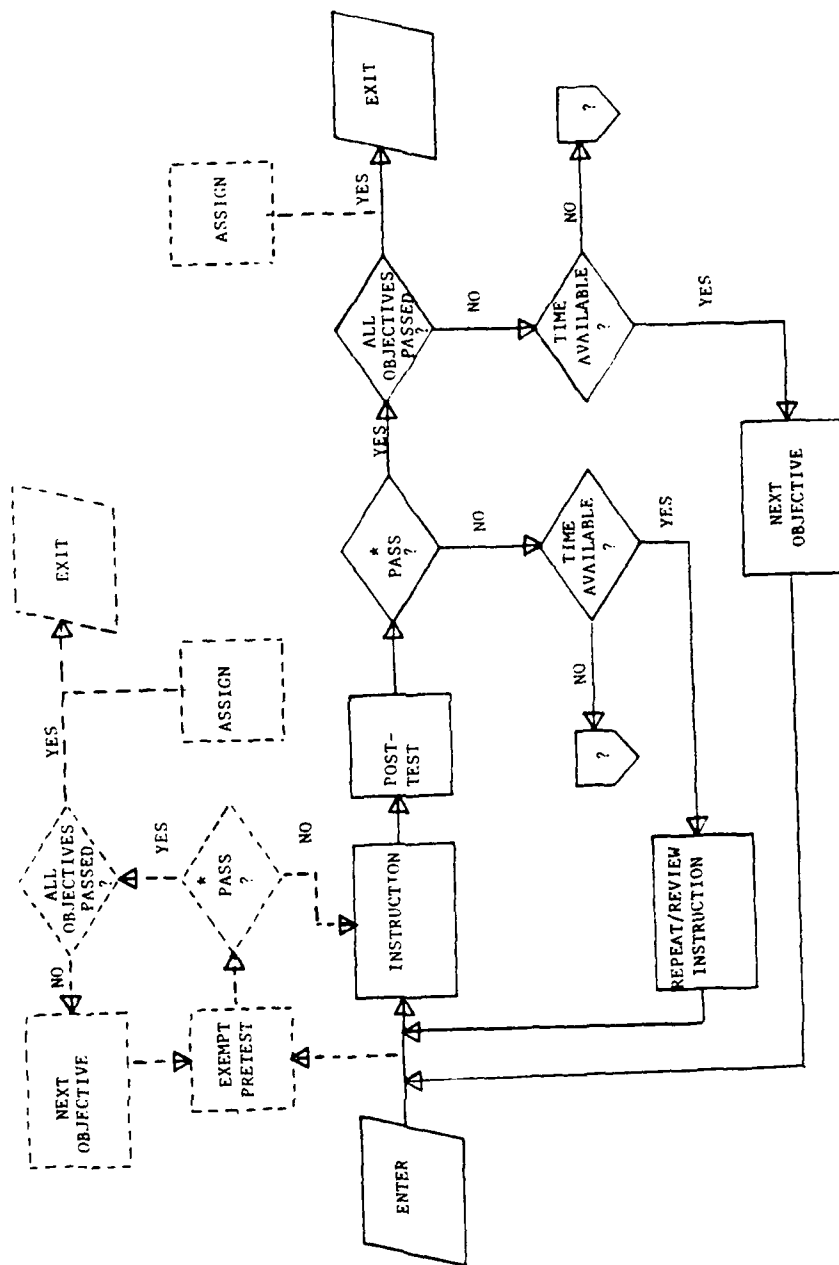 NEXT
OBJECTIVE
NO
ALL
OBJECTIVES
PASSED
?
YES
EXIT
ASSIGN
EXEMPT
PRETEST
*
PASS
?
YES
NO
ENTER
INSTRUCTION
POST-
TEST
*
PASS
?
YES
ALL
OBJECTIVES
PASSED
?
YES
ASSIGN
EXIT
NO
NO
TIME
AVAILABLE
?
NO
?
YES
TIME
AVAILABLE
?
NO
?
YES
REPEAT/REVIEW
INSTRUCTION
NEXT
OBJECTIVE